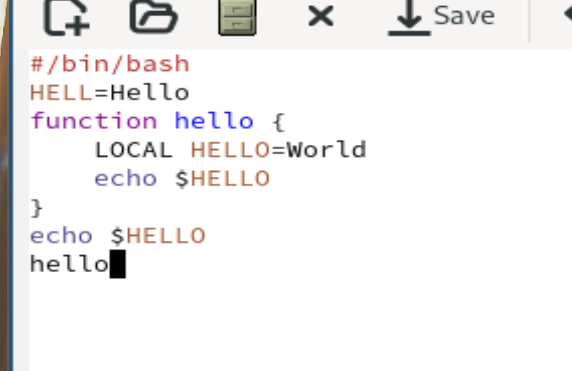 Save
#/bin/bash
HELL=Hello
function hello {
    LOCAL HELLO=World
    echo $HELLO
}
echo $HELLO
hello